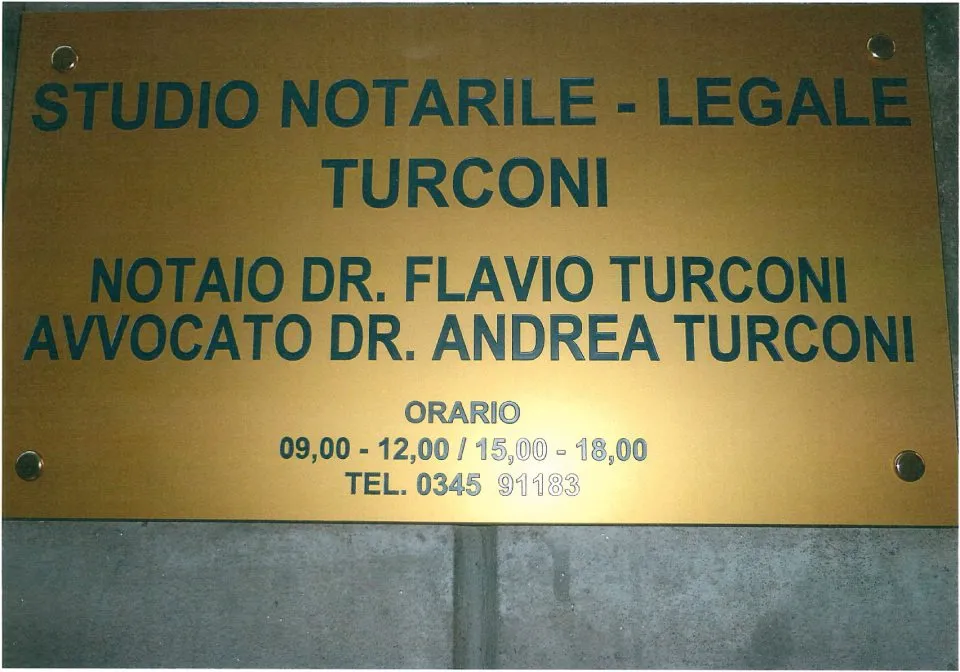 STUDIO NOTARILE - LEGALE
TURCONI
NOTAIO DR. FLAVIO TURCONI
AVVOCATO DR. ANDREA TURCONI
ORARIO
09,00 - 12,00 / 15,00 - 18,00
TEL. 0345 91183